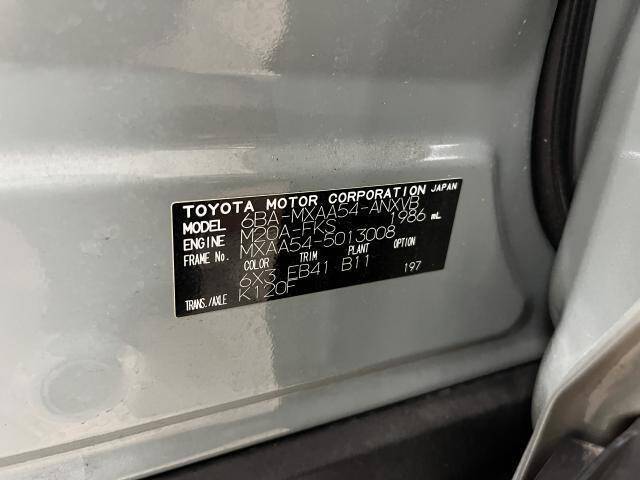 TOYOTA MOTOR CORPORATION JAPAN
MODEL 6BA-MXAA54-ANXVB
ENGINE M20A-FKS 1986 mL
FRAME No. MXAA54-5013008
COLOR TRIM PLANT OPTION
6X3 EB41 B11 197
TRANS./AXLE K120F